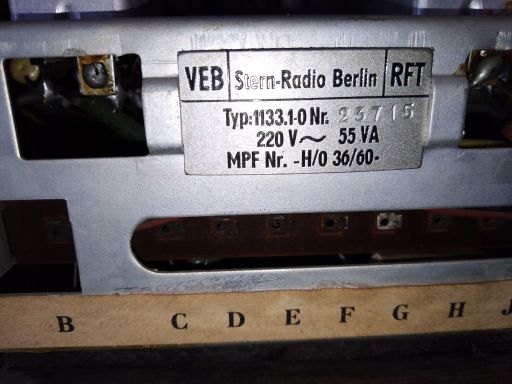 VEB Stern-Radio Berlin RFT
Typ:1133.1-0 Nr. 23715
220 V~ 55 VA
MPF Nr. -H/0 36/60-
B C D E F G H J